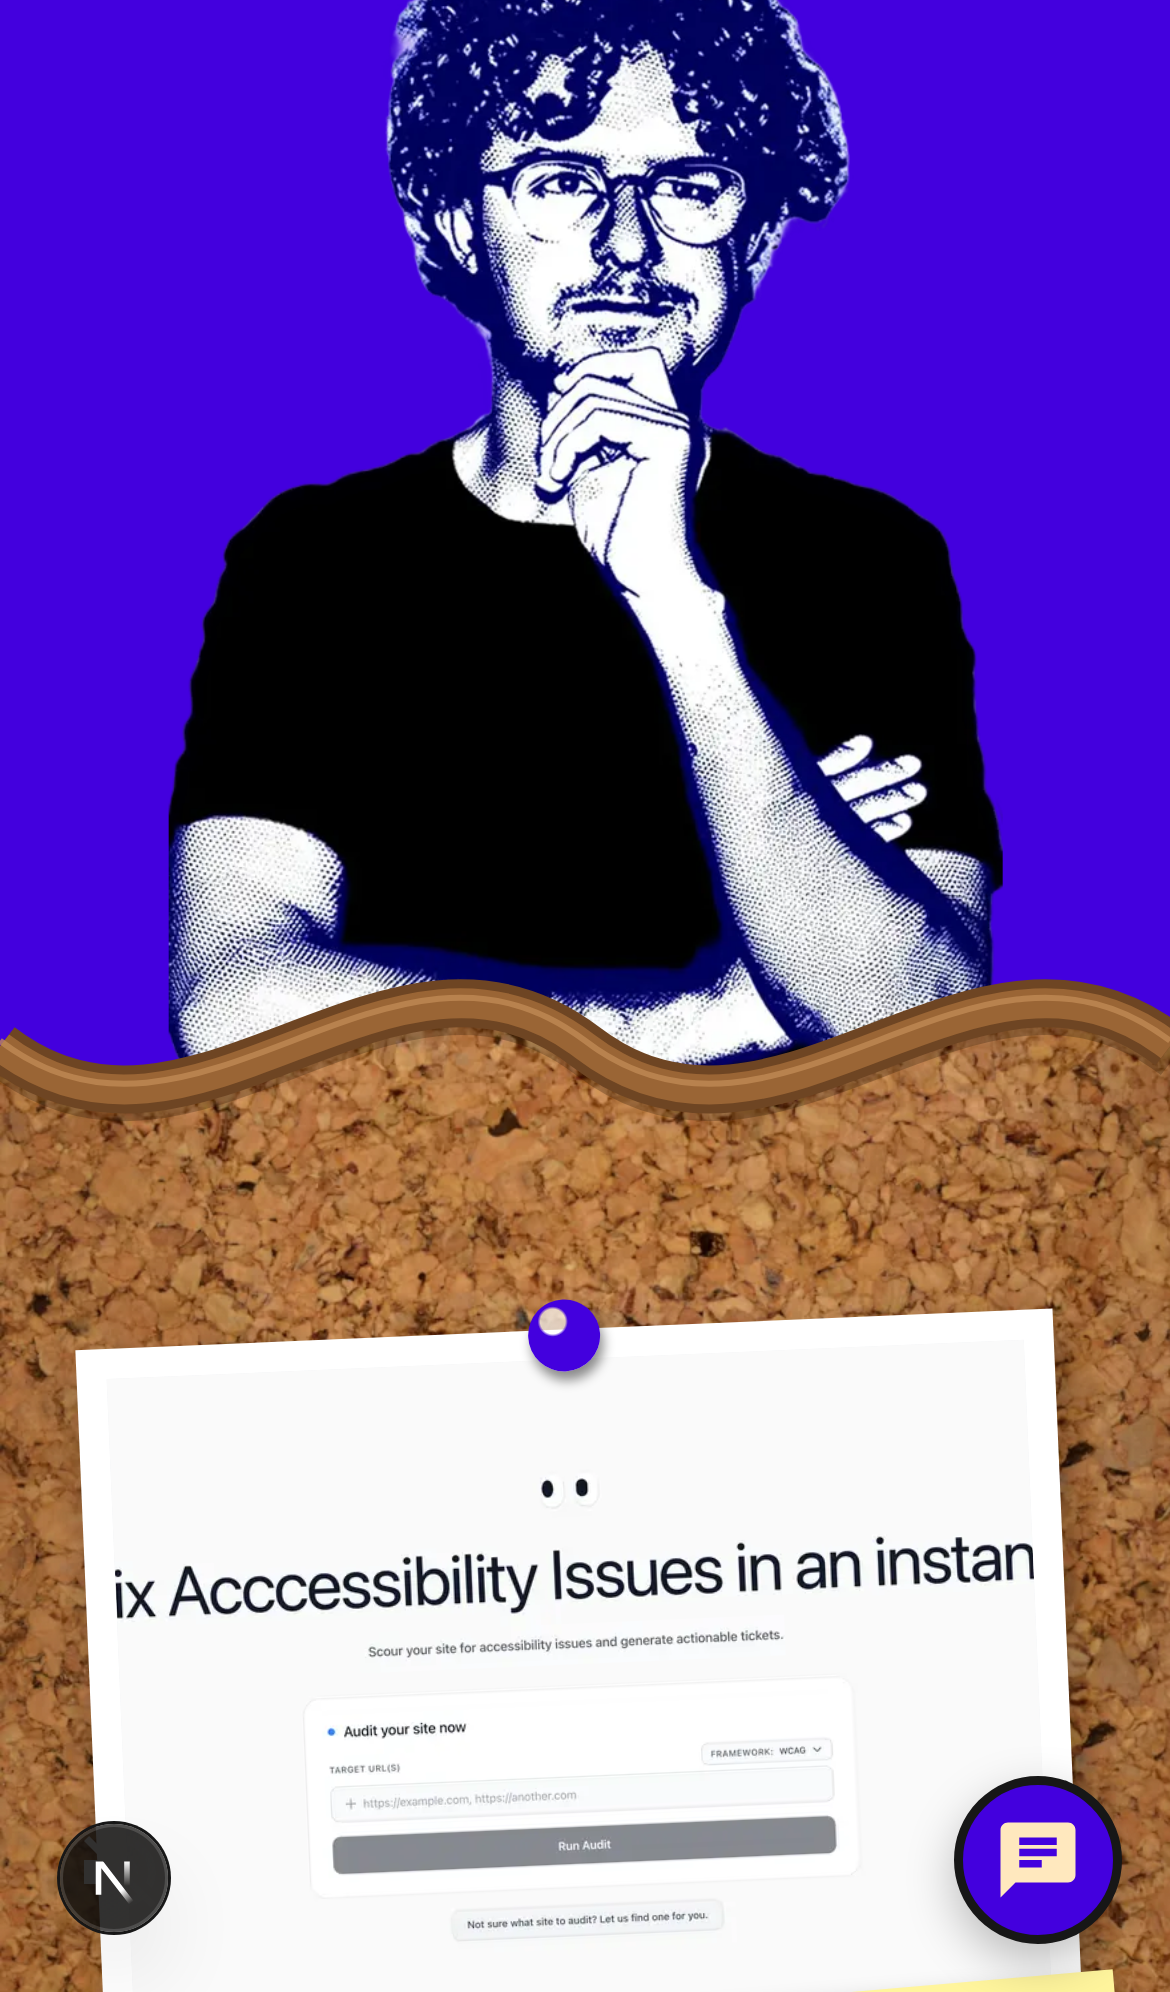 ix Acccessibility Issues in an instan
Scour your site for accessibility issues and generate actionable tickets.
Audit your site now
TARGET URL(S)
FRAMEWORK: WCAG
https://example.com, https://another.com
Run Audit
Not sure what site to audit? Let us find one for you.
N